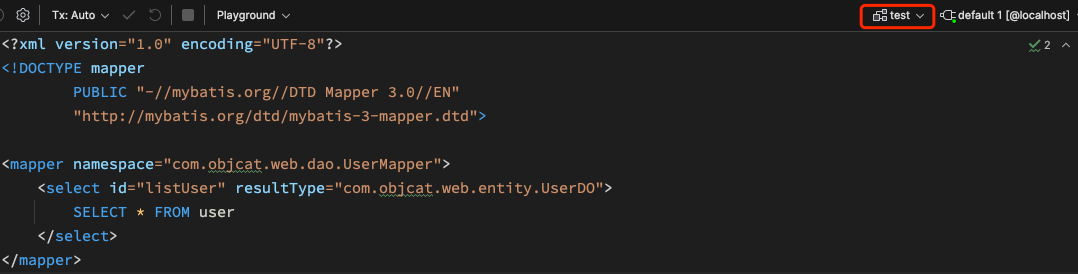 Tx: Auto Playground test default 1 [@localhost]
<?xml version="1.0" encoding="UTF-8"?> 2
<!DOCTYPE mapper
PUBLIC "-//mybatis.org//DTD Mapper 3.0//EN"
"http://mybatis.org/dtd/mybatis-3-mapper.dtd">
<mapper namespace="com.objcat.web.dao.UserMapper">
<select id="listUser" resultType="com.objcat.web.entity.UserDO">
SELECT * FROM user
</select>
</mapper>